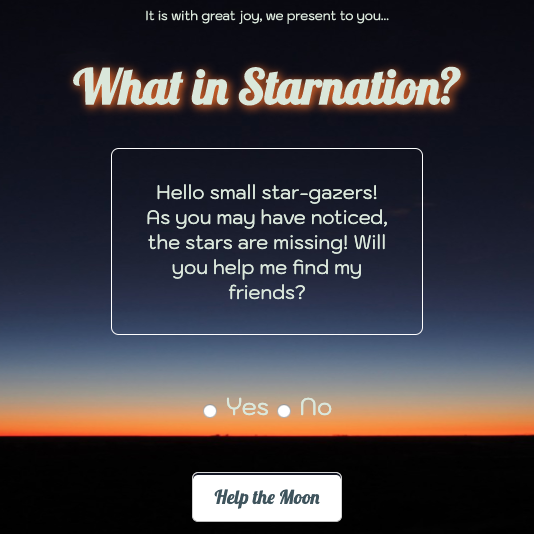 It is with great joy, we present to you...
What in Starnation?
Hello small star-gazers!
As you may have noticed,
the stars are missing! Will
you help me find my
friends?
Yes No
Help the Moon